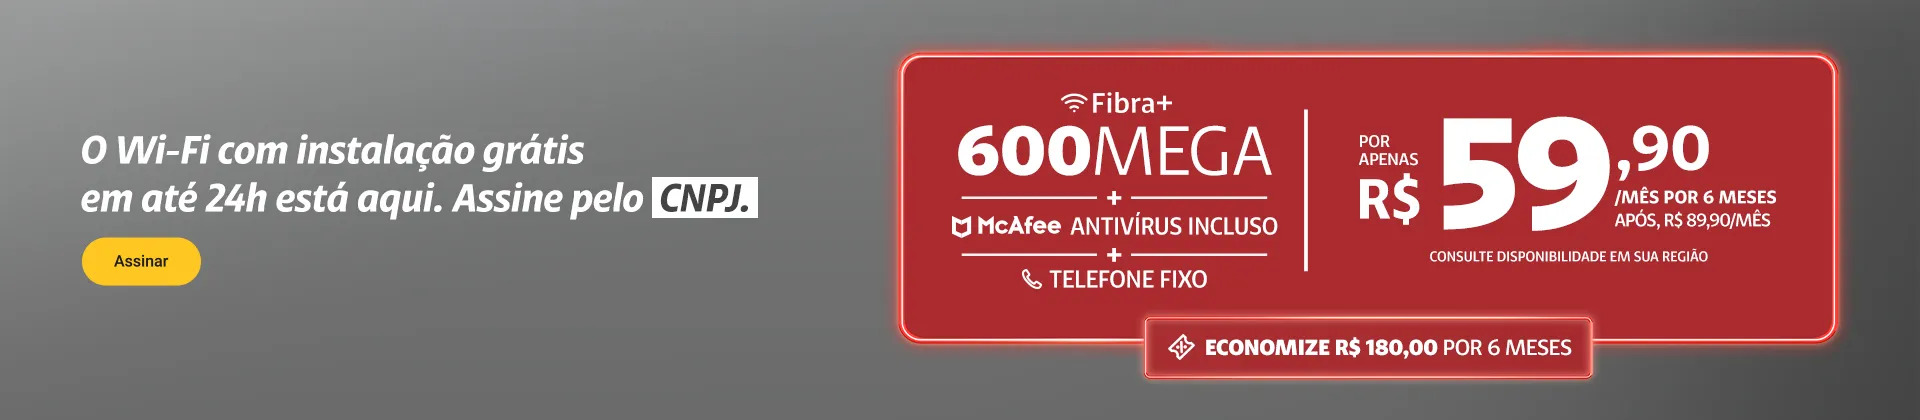 O Wi-Fi com instalação grátis
em até 24h está aqui. Assine pelo CNPJ.
Assinar
Fibra+
600MEGA
+
McAfee ANTIVÍRUS INCLUSO
+
TELEFONE FIXO
POR
APENAS
R$ 59,90
/MÊS POR 6 MESES
APÓS, R$ 89,90/MÊS
CONSULTE DISPONIBILIDADE EM SUA REGIÃO
ECONOMIZE R$ 180,00 POR 6 MESES